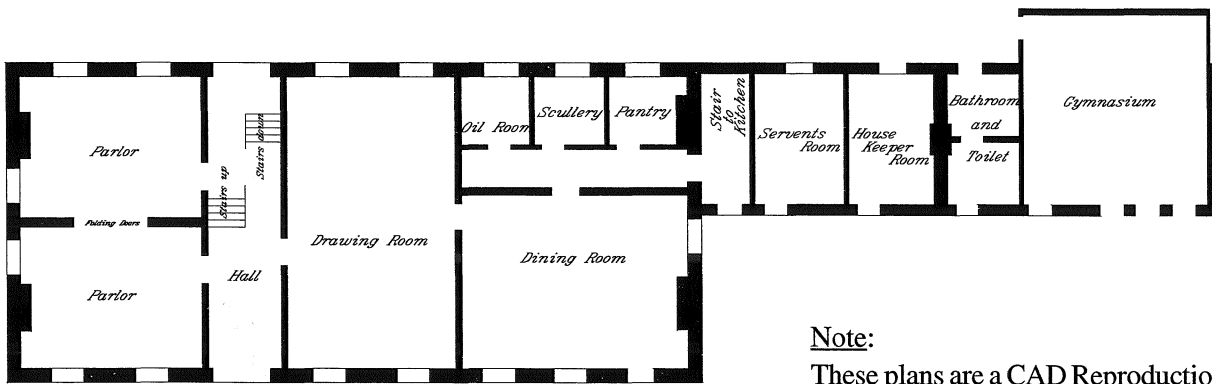 Parlor
Folding Doors
Parlor
Stairs up
Stairs down
Hall
Drawing Room
Oil Room
Scullery
Pantry
Dining Room
Stair
to
Kitchen
Servents
Room
House
Keeper
Room
Bathroom
and
Toilet
Gymnasium
Note:
These plans are a CAD Reproductio